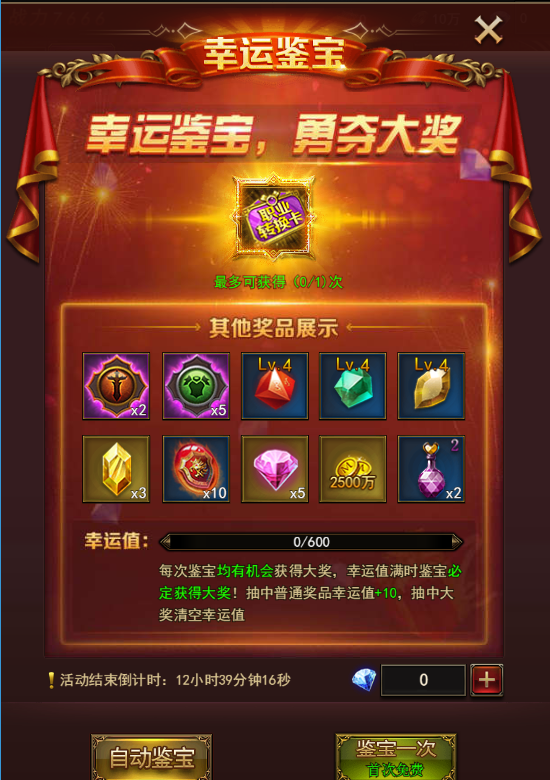 幸运鉴宝
幸运鉴宝，勇夺大奖
职业
转换卡
最多可获得（0/1）次
其他奖品展示
x2
x5
Lv.4
Lv.4
Lv.4
x3
x10
x5
2500万
2
x2
幸运值：
0/600
每次鉴宝均有机会获得大奖，幸运值满时鉴宝必
定获得大奖！抽中普通奖品幸运值+10，抽中大
奖清空幸运值
活动结束倒计时：12小时39分钟16秒
0
自动鉴宝
鉴宝一次
首次免费